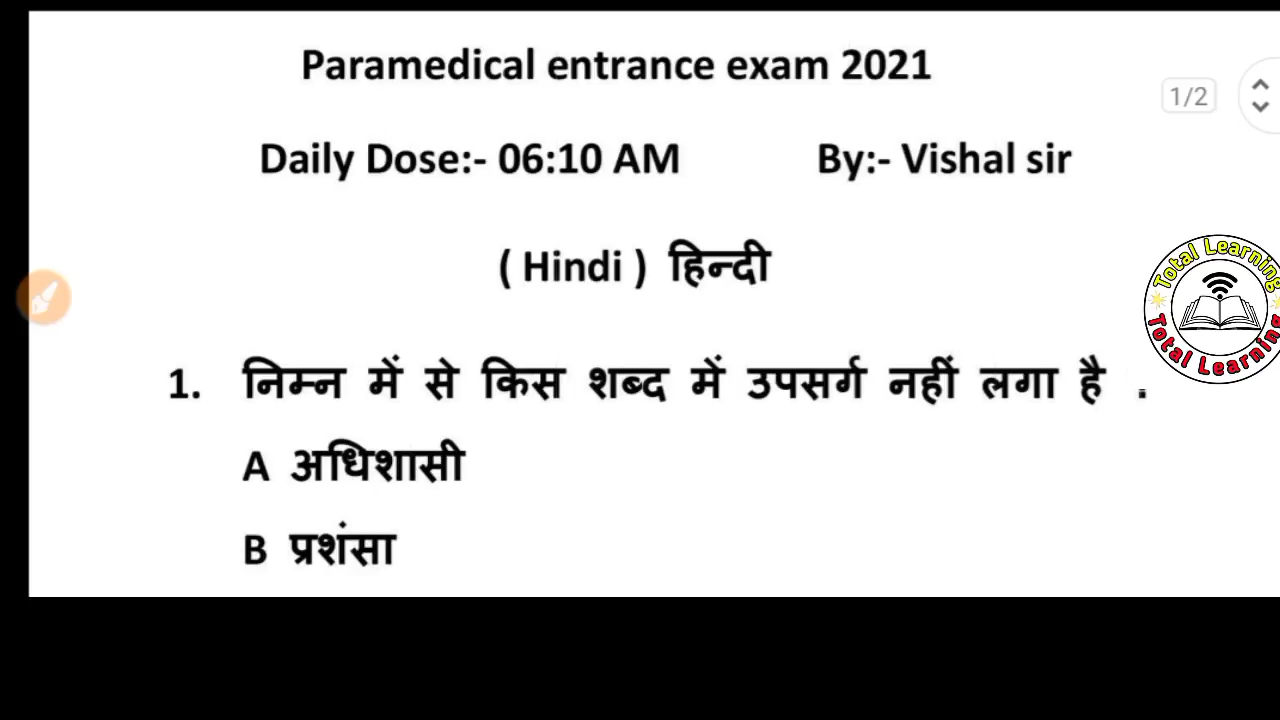 Paramedical entrance exam 2021
1/2
Daily Dose:- 06:10 AM By:- Vishal sir
( Hindi ) हिन्दी
Total Learning
Total Learning
1. निम्न में से किस शब्द में उपसर्ग नहीं लगा है .
A अधिशासी
B प्रशंसा